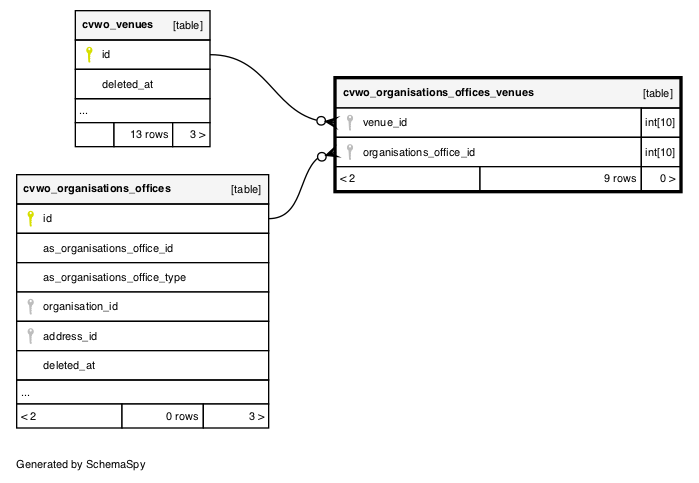 cvwo_venues [table]
id
deleted_at
...
13 rows 3 >
cvwo_organisations_offices_venues [table]
venue_id int[10]
organisations_office_id int[10]
< 2 9 rows 0 >
cvwo_organisations_offices [table]
id
as_organisations_office_id
as_organisations_office_type
organisation_id
address_id
deleted_at
...
< 2 0 rows 3 >
Generated by SchemaSpy